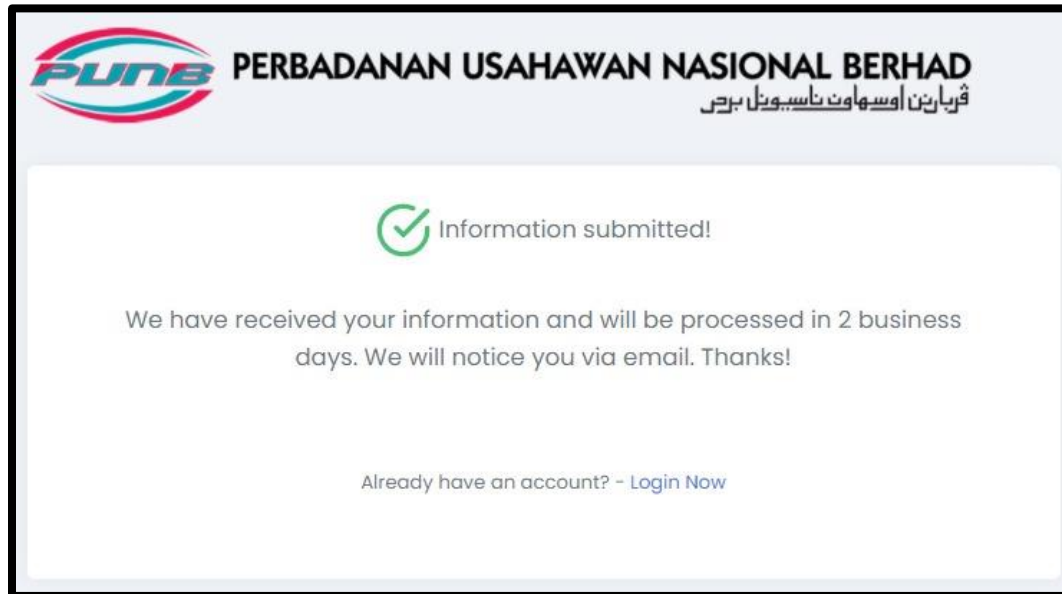 PUNB
PERBADANAN USAHAWAN NASIONAL BERHAD
ڤربادنن اوسهاون ناسيونل برحد
Information submitted!
We have received your information and will be processed in 2 business
days. We will notice you via email. Thanks!
Already have an account? - Login Now